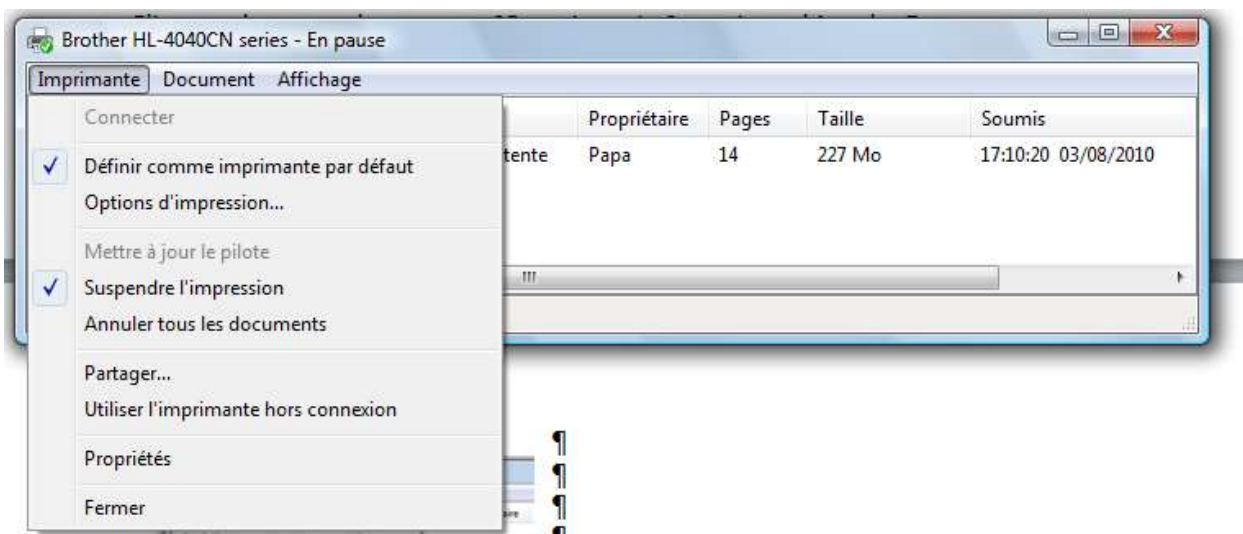 Brother HL-4040CN series - En pause
Imprimante Document Affichage
Propriétaire Pages Taille Soumis
Papa 14 227 Mo 17:10:20 03/08/2010
Connecter
Définir comme imprimante par défaut
Options d'impression...
Mettre à jour le pilote
Suspendre l'impression
Annuler tous les documents
Partager...
Utiliser l'imprimante hors connexion
Propriétés
Fermer
¶
¶
¶